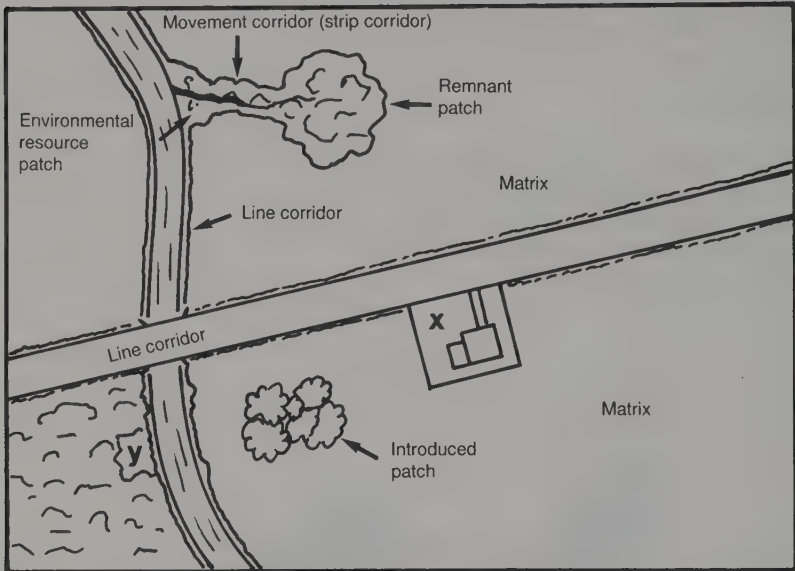 Movement corridor (strip corridor)
Remnant
patch
Environmental
resource
patch
Matrix
Line corridor
Line corridor
x
Matrix
y
Introduced
patch